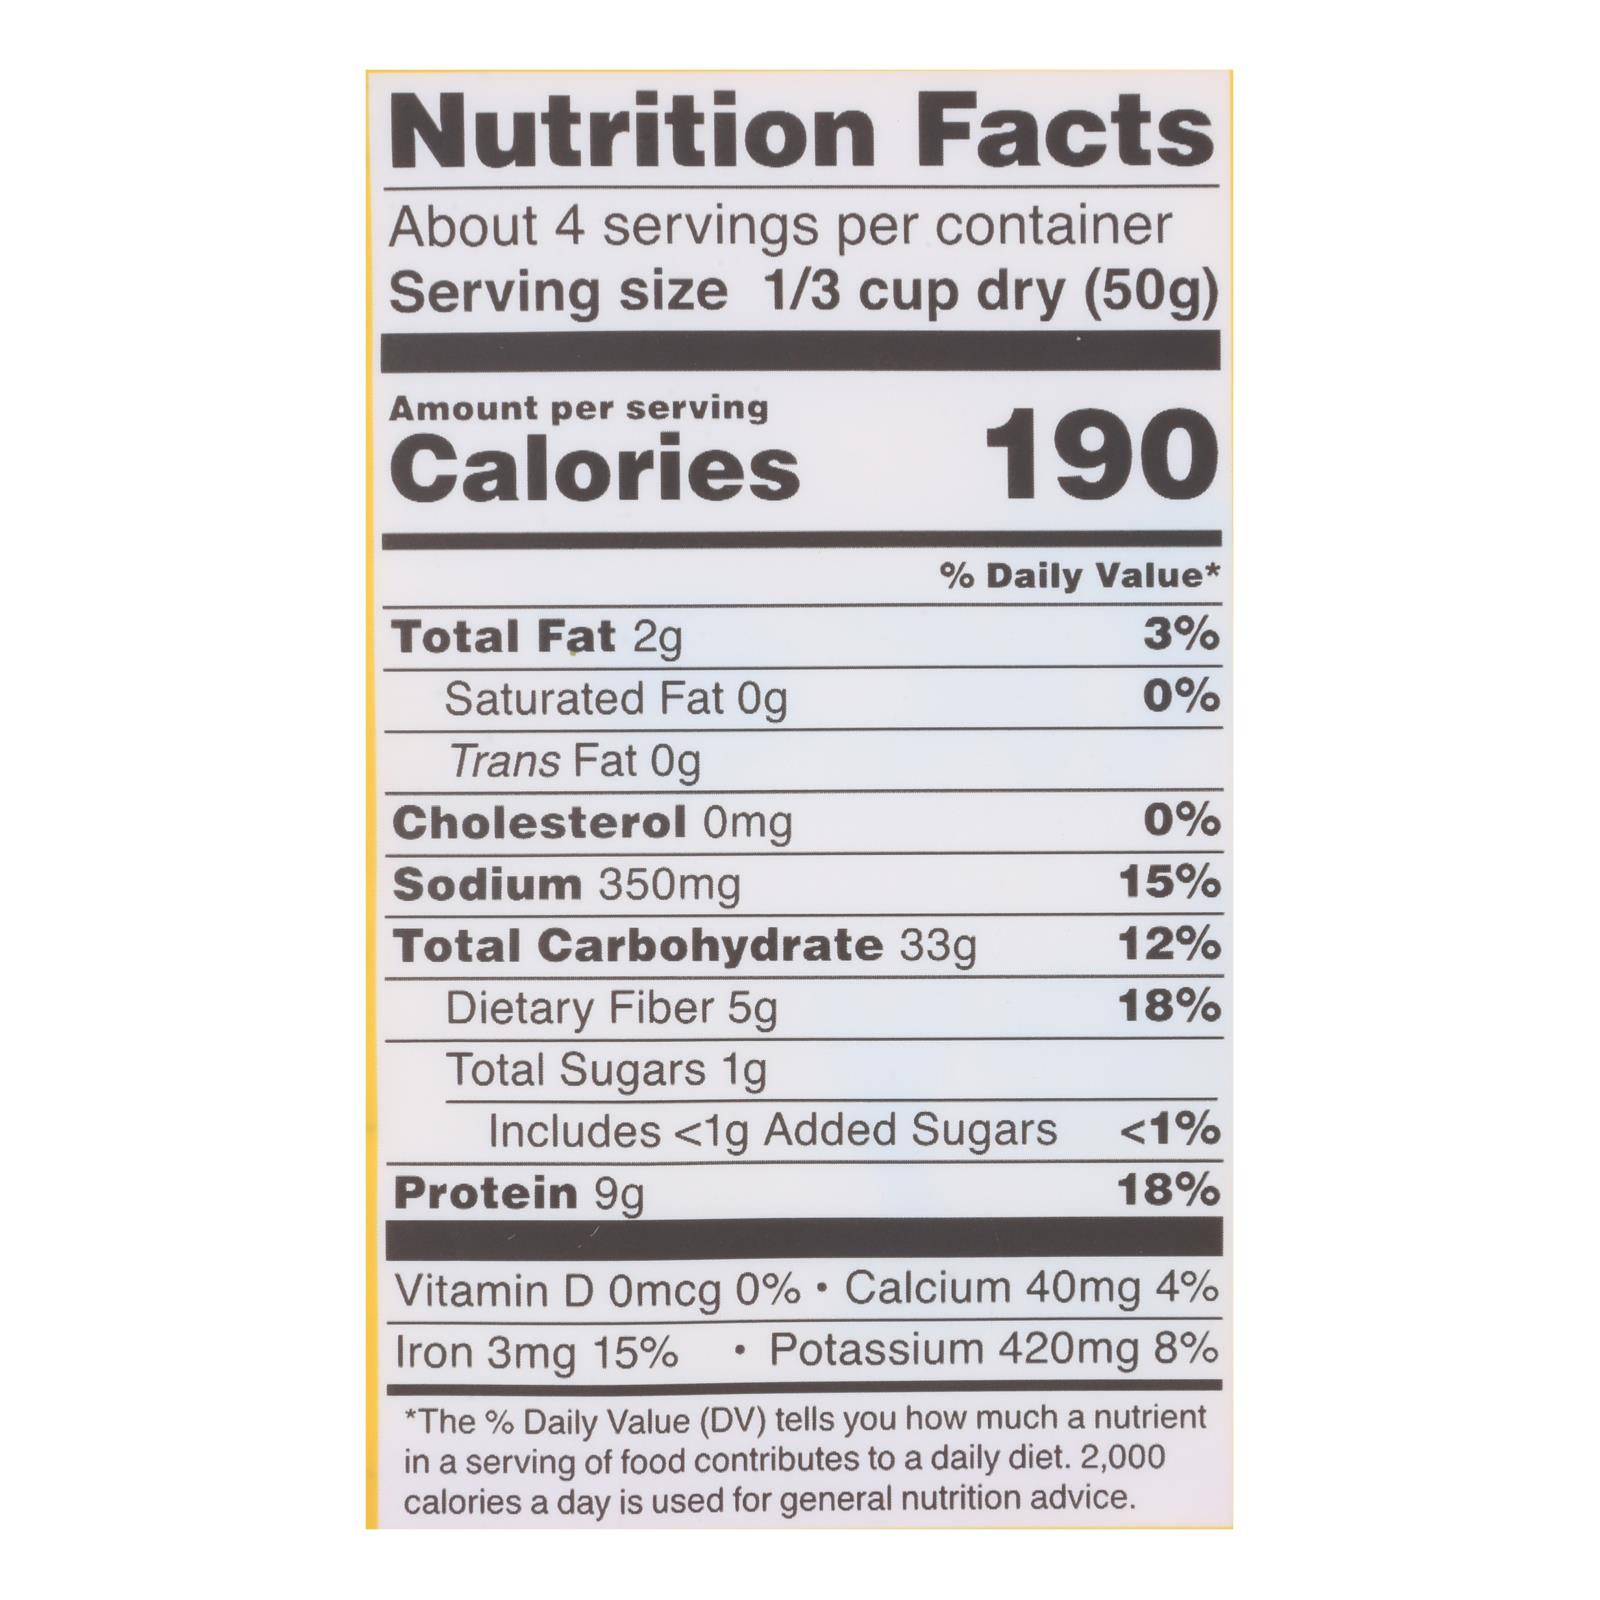 Nutrition Facts
About 4 servings per container
Serving size 1/3 cup dry (50g)
Amount per serving
Calories 190
% Daily Value*
Total Fat 2g 3%
Saturated Fat 0g 0%
Trans Fat 0g
Cholesterol 0mg 0%
Sodium 350mg 15%
Total Carbohydrate 33g 12%
Dietary Fiber 5g 18%
Total Sugars 1g
Includes <1g Added Sugars <1%
Protein 9g 18%
Vitamin D 0mcg 0% • Calcium 40mg 4%
Iron 3mg 15% • Potassium 420mg 8%
*The % Daily Value (DV) tells you how much a nutrient
in a serving of food contributes to a daily diet. 2,000
calories a day is used for general nutrition advice.